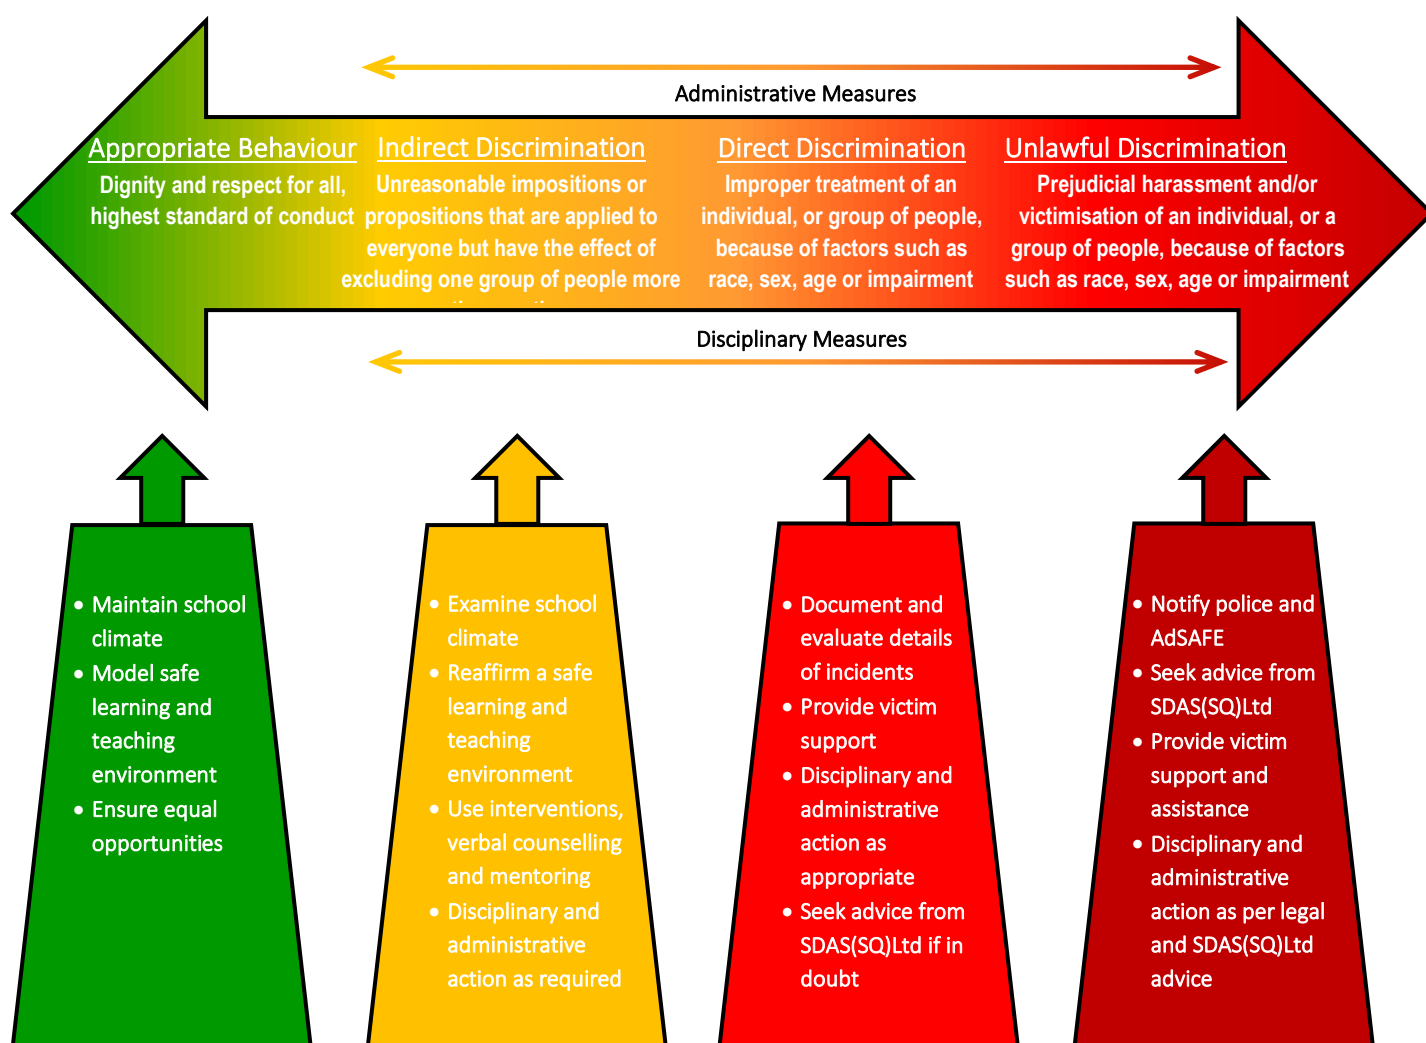 Administrative Measures
Appropriate Behaviour
Dignity and respect for all,
highest standard of conduct
Indirect Discrimination
Unreasonable impositions or
propositions that are applied to
everyone but have the effect of
excluding one group of people more
Direct Discrimination
Improper treatment of an
individual, or group of people,
because of factors such as
race, sex, age or impairment
Unlawful Discrimination
Prejudicial harassment and/or
victimisation of an individual, or a
group of people, because of factors
such as race, sex, age or impairment
Disciplinary Measures
• Maintain school
climate
• Model safe
learning and
teaching
environment
• Ensure equal
opportunities
• Examine school
climate
• Reaffirm a safe
learning and
teaching
environment
• Use interventions,
verbal counselling
and mentoring
• Disciplinary and
administrative
action as required
• Document and
evaluate details
of incidents
• Provide victim
support
• Disciplinary and
administrative
action as
appropriate
• Seek advice from
SDAS(SQ)Ltd if in
doubt
• Notify police and
AdSAFE
• Seek advice from
SDAS(SQ)Ltd
• Provide victim
support and
assistance
• Disciplinary and
administrative
action as per legal
and SDAS(SQ)Ltd
advice